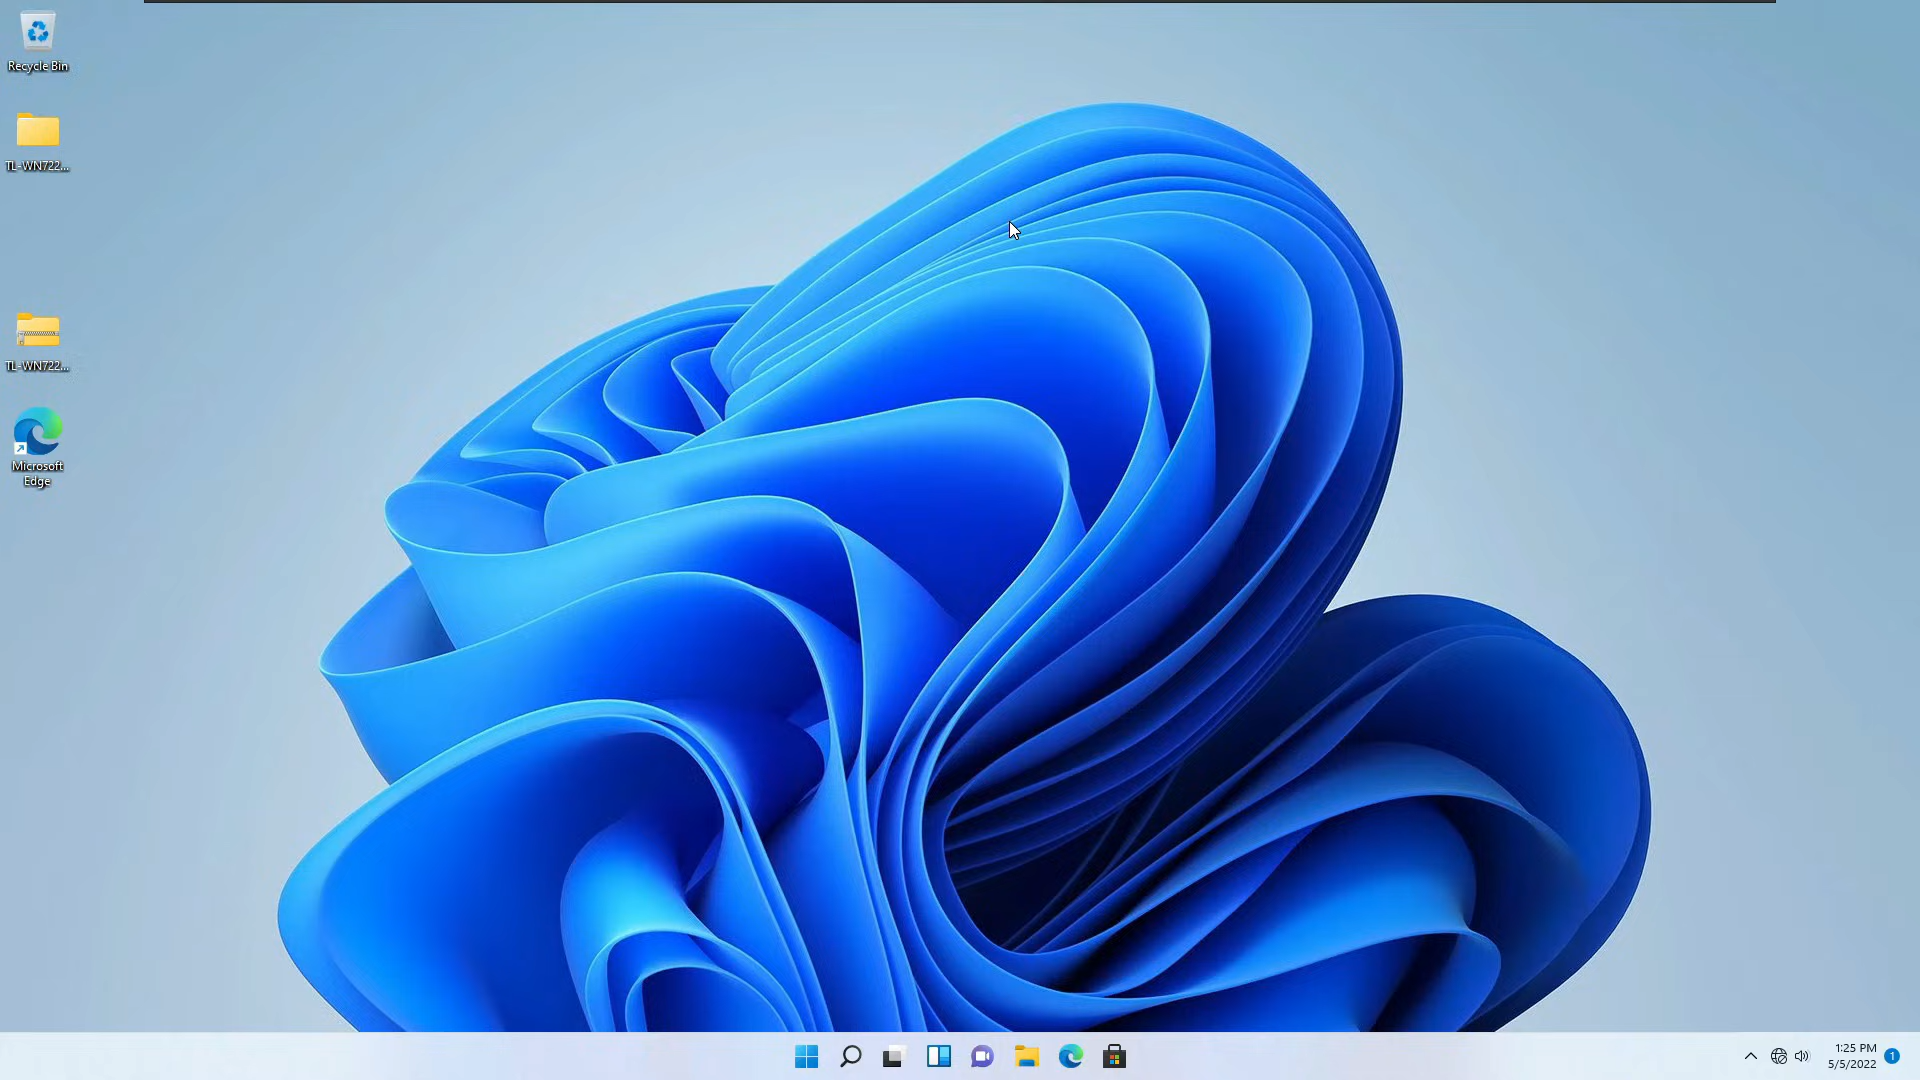 Recycle Bin
TL-WN722...
TL-WN722...
Microsoft
Edge
1:25 PM
5/5/2022
1